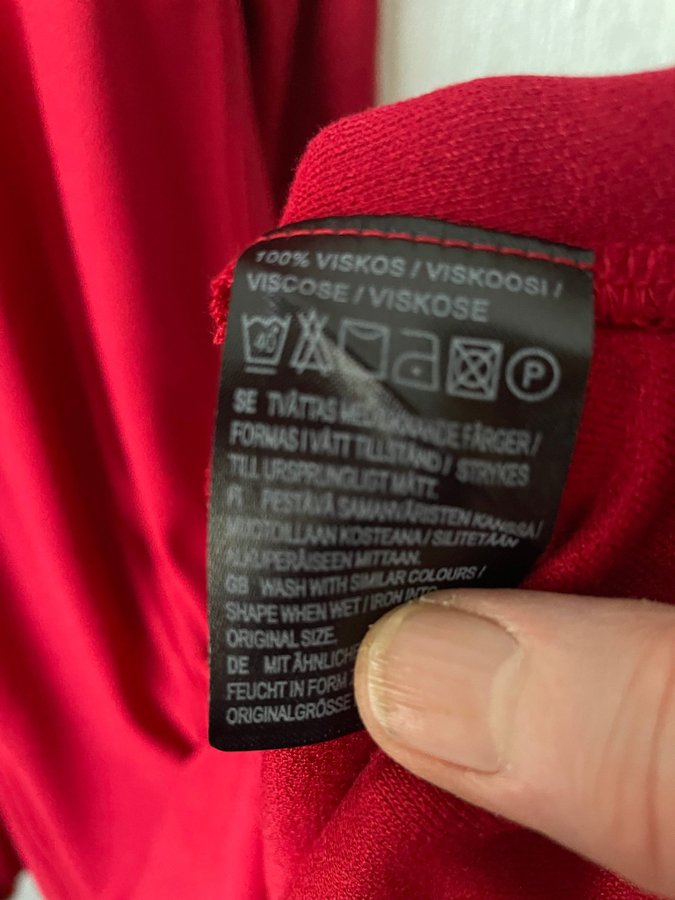 100% VISKOS / VISKOOSI /
VISCOSE / VISKOSE
40
P
SE TVÄTTAS MED LIKNANDE FÄRGER /
FORMAS I VÅTT TILLSTÅND / STRYKES
TILL URSPRUNGLIGT MÅTT.
FI PESTÄVÄ SAMANVÄRISTEN KANSSA /
MUOTOILLAAN KOSTEANA / SILITETÄÄN
ALKUPERÄISEEN MITTAAN.
GB WASH WITH SIMILAR COLOURS /
SHAPE WHEN WET / IRON INTO
ORIGINAL SIZE.
DE MIT ÄHNLICHE
FEUCHT IN FORM
ORIGINALGRÖSSE